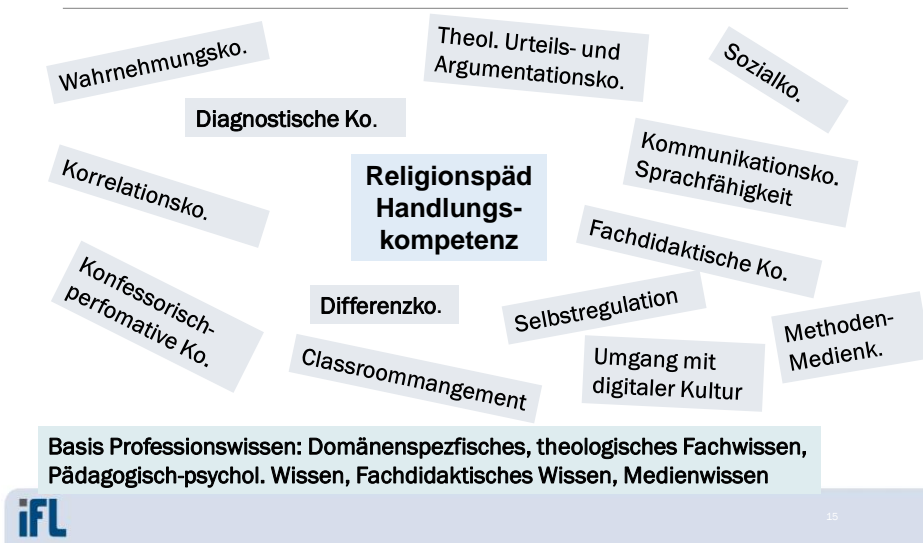 Wahrnehmungsko.
Theol. Urteils- und
Argumentationsko.
Sozialko.
Diagnostische Ko.
Kommunikationsko.
Sprachfähigkeit
Korrelationsko.
Religionspäd
Handlungs-
kompetenz
Fachdidaktische Ko.
Konfessorisch-
perfomative Ko.
Differenzko.
Selbstregulation
Methoden-
Medienk.
Classroommangement
Umgang mit
digitaler Kultur
Basis Professionswissen: Domänenspezfisches, theologisches Fachwissen,
Pädagogisch-psychol. Wissen, Fachdidaktisches Wissen, Medienwissen
iFL
15